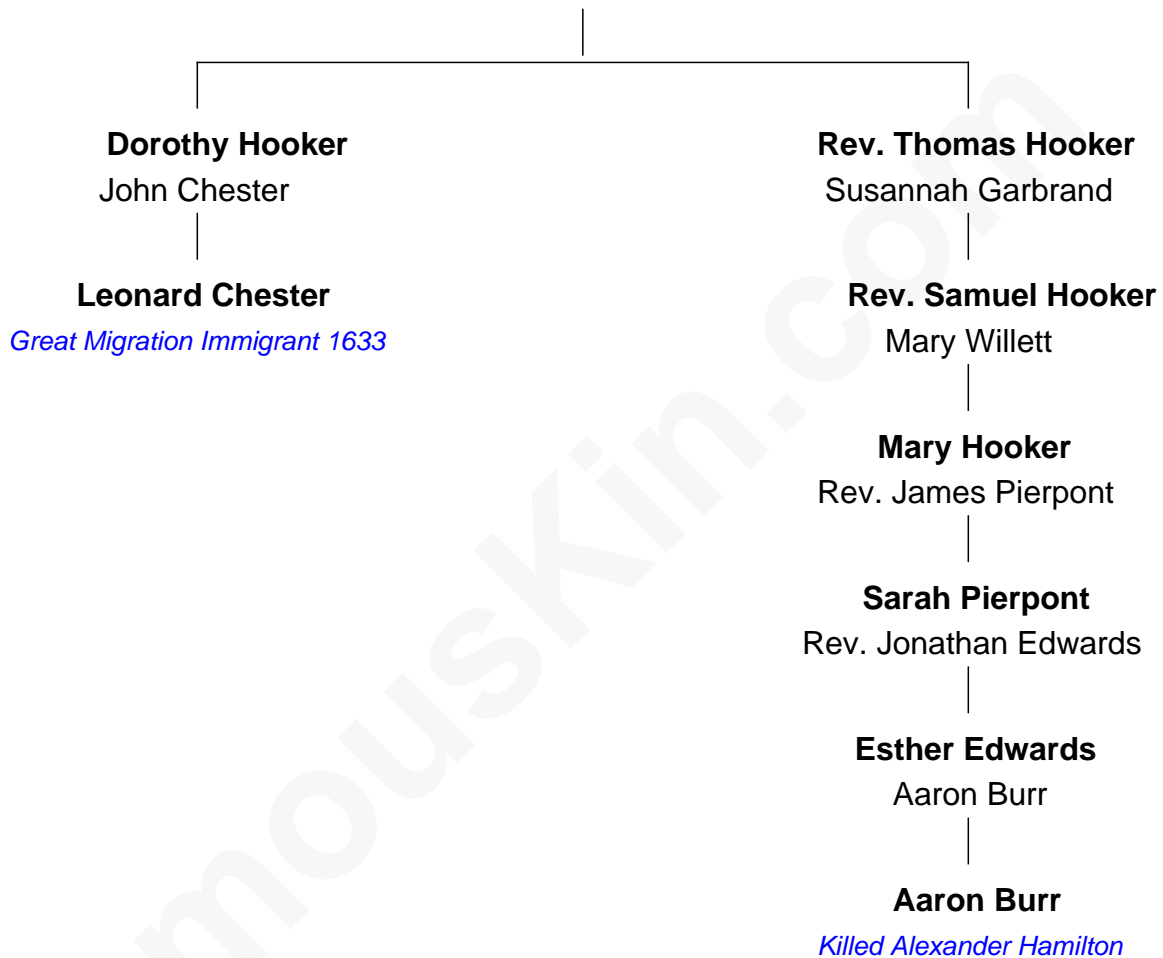 Dorothy Hooker
John Chester
Leonard Chester
Great Migration Immigrant 1633
Rev. Thomas Hooker
Susannah Garbrand
Rev. Samuel Hooker
Mary Willett
Mary Hooker
Rev. James Pierpont
Sarah Pierpont
Rev. Jonathan Edwards
Esther Edwards
Aaron Burr
Aaron Burr
Killed Alexander Hamilton
mouskin.com